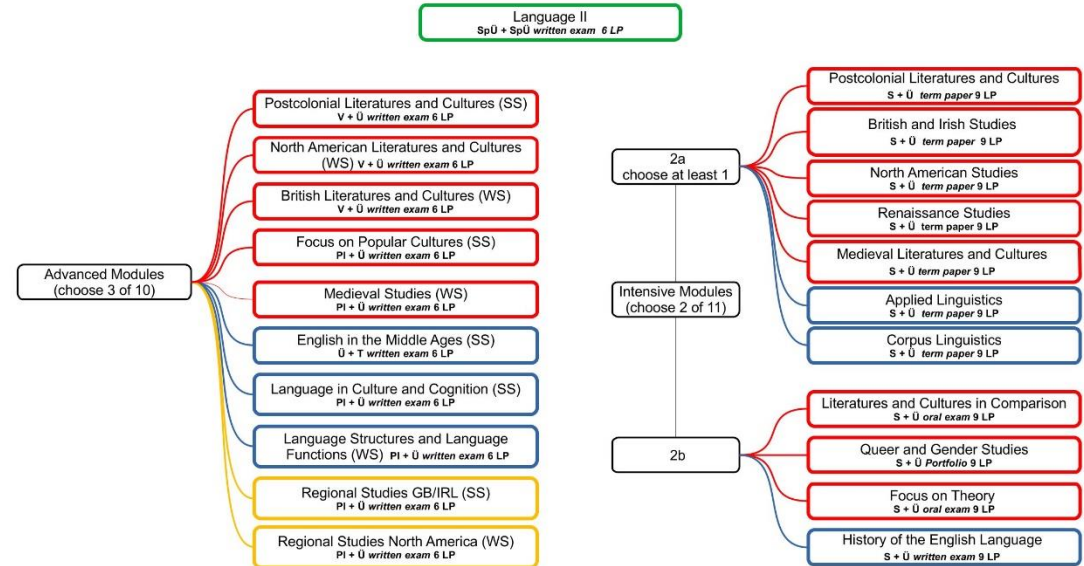 Language II
SpÜ + SpÜ written exam 6 LP
Advanced Modules
(choose 3 of 10)
Postcolonial Literatures and Cultures (SS)
V + Ü written exam 6 LP
North American Literatures and Cultures
(WS) V + Ü written exam 6 LP
British Literatures and Cultures (WS)
V + Ü written exam 6 LP
Focus on Popular Cultures (SS)
PI + Ü written exam 6 LP
Medieval Studies (WS)
PI + Ü written exam 6 LP
English in the Middle Ages (SS)
Ü + T written exam 6 LP
Language in Culture and Cognition (SS)
PI + Ü written exam 6 LP
Language Structures and Language
Functions (WS) PI + Ü written exam 6 LP
Regional Studies GB/IRL (SS)
PI + Ü written exam 6 LP
Regional Studies North America (WS)
PI + Ü written exam 6 LP
Intensive Modules
(choose 2 of 11)
2a
choose at least 1
Postcolonial Literatures and Cultures
S + Ü term paper 9 LP
British and Irish Studies
S + Ü term paper 9 LP
North American Studies
S + Ü term paper 9 LP
Renaissance Studies
S + Ü term paper 9 LP
Medieval Literatures and Cultures
S + Ü term paper 9 LP
Applied Linguistics
S + Ü term paper 9 LP
Corpus Linguistics
S + Ü term paper 9 LP
2b
Literatures and Cultures in Comparison
S + Ü oral exam 9 LP
Queer and Gender Studies
S + Ü Portfolio 9 LP
Focus on Theory
S + Ü oral exam 9 LP
History of the English Language
S + Ü written exam 9 LP